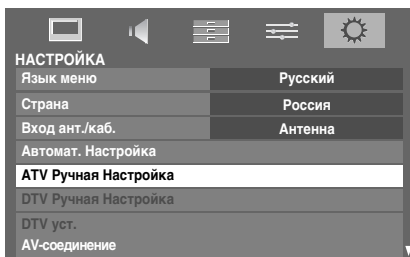 НАСТРОЙКА
Язык меню Русский
Страна Россия
Вход ант./каб. Антенна
Автомат. Настройка
ATV Ручная Настройка
DTV Ручная Настройка
DTV уст.
AV-соединение